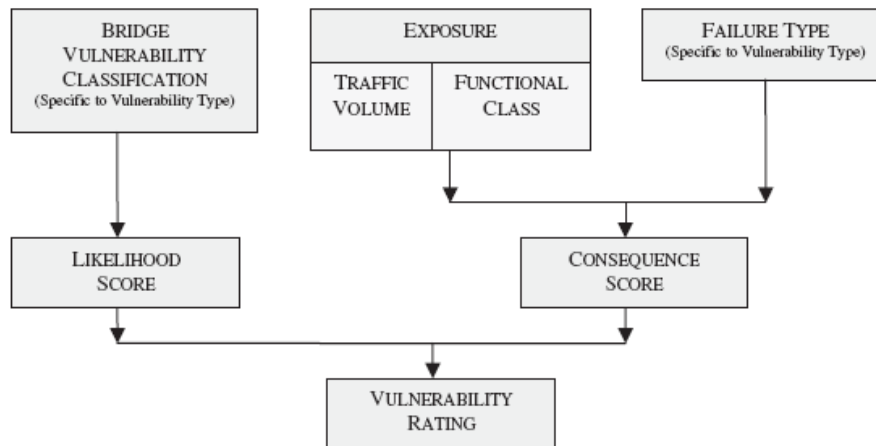 BRIDGE
VULNERABILITY
CLASSIFICATION
(Specific to Vulnerability Type)
EXPOSURE
TRAFFIC
VOLUME
FUNCTIONAL
CLASS
FAILURE TYPE
(Specific to Vulnerability Type)
LIKELIHOOD
SCORE
CONSEQUENCE
SCORE
VULNERABILITY
RATING